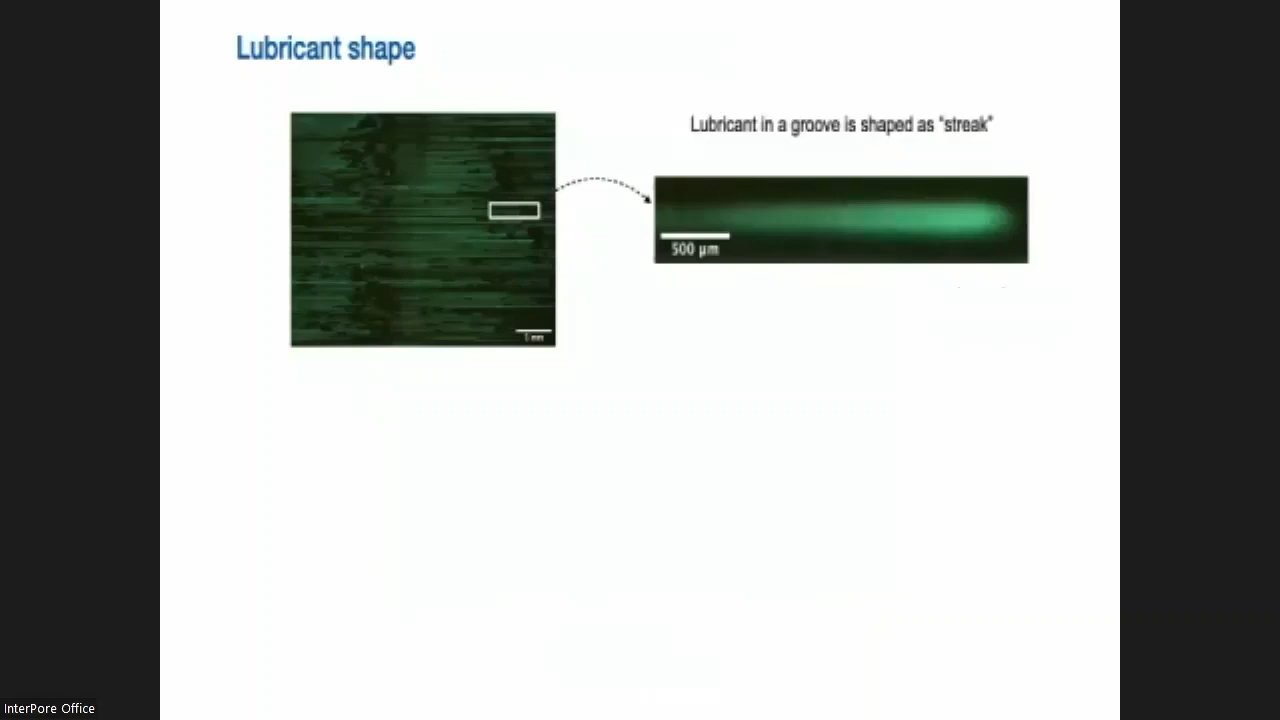 Lubricant shape
Lubricant in a groove is shaped as “streak”
500 µm
InterPore Office